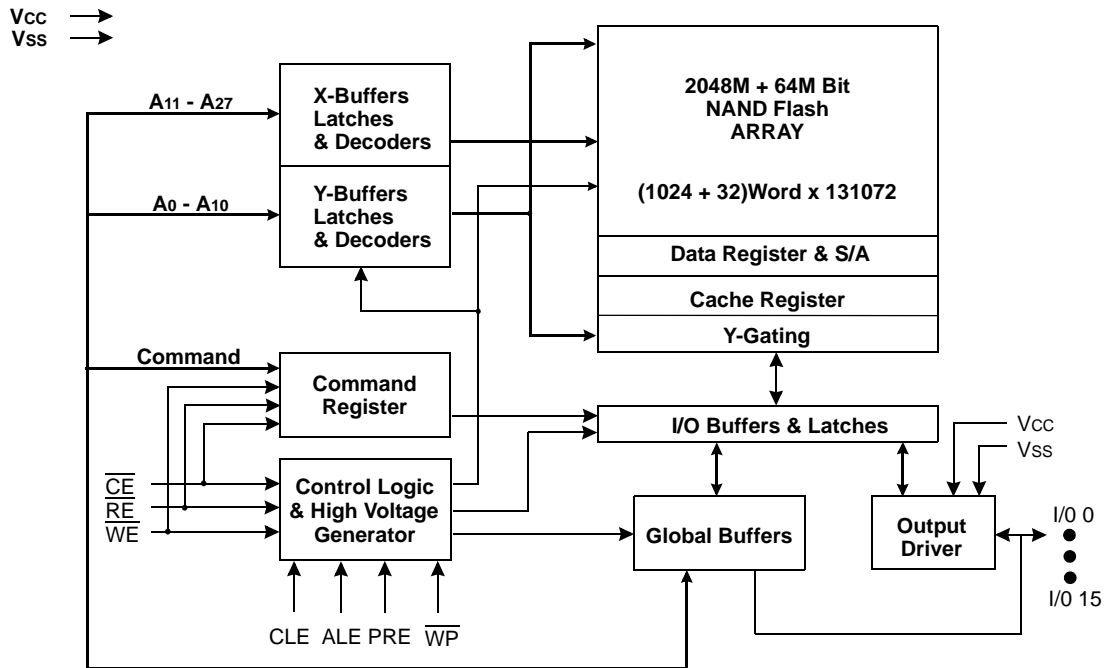 VCC
VSS
A11 - A27
X-Buffers
Latches
& Decoders
A0 - A10
Y-Buffers
Latches
& Decoders
2048M + 64M Bit
NAND Flash
ARRAY
(1024 + 32)Word x 131072
Data Register & S/A
Cache Register
Y-Gating
Command
Command
Register
I/O Buffers & Latches
VCC
VSS
CE
RE
WE
Control Logic
& High Voltage
Generator
Global Buffers
Output
Driver
I/0 0
I/0 15
CLE
ALE
PRE
WP